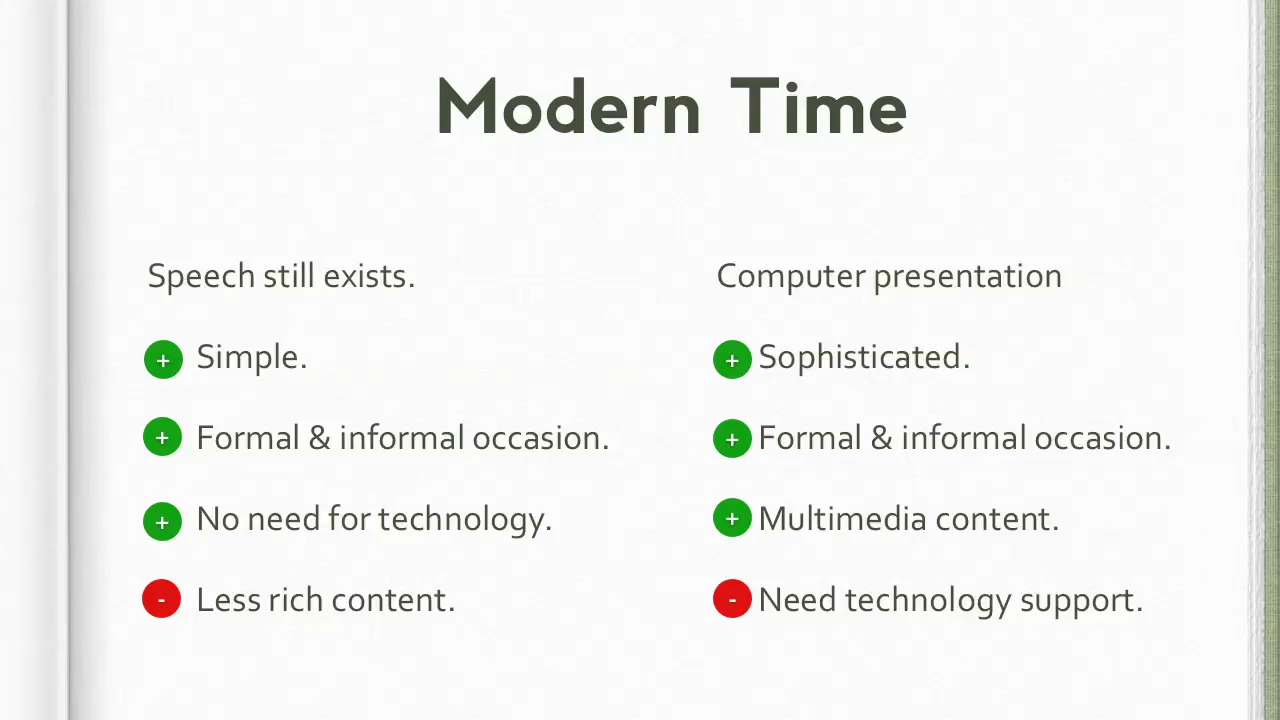 Modern Time
Speech still exists.
+ Simple.
+ Formal & informal occasion.
+ No need for technology.
- Less rich content.
Computer presentation
+ Sophisticated.
+ Formal & informal occasion.
+ Multimedia content.
- Need technology support.